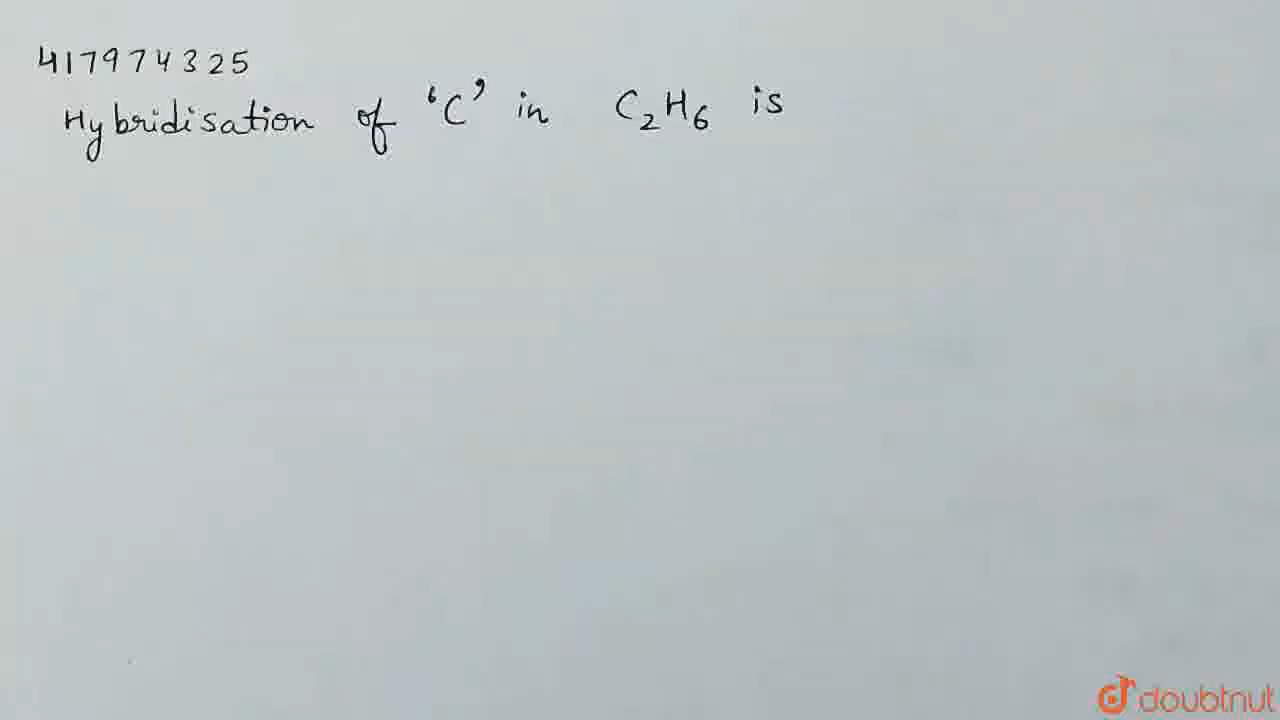 417974325
Hybridisation of 'C' in C₂H₆ is
doubtnut